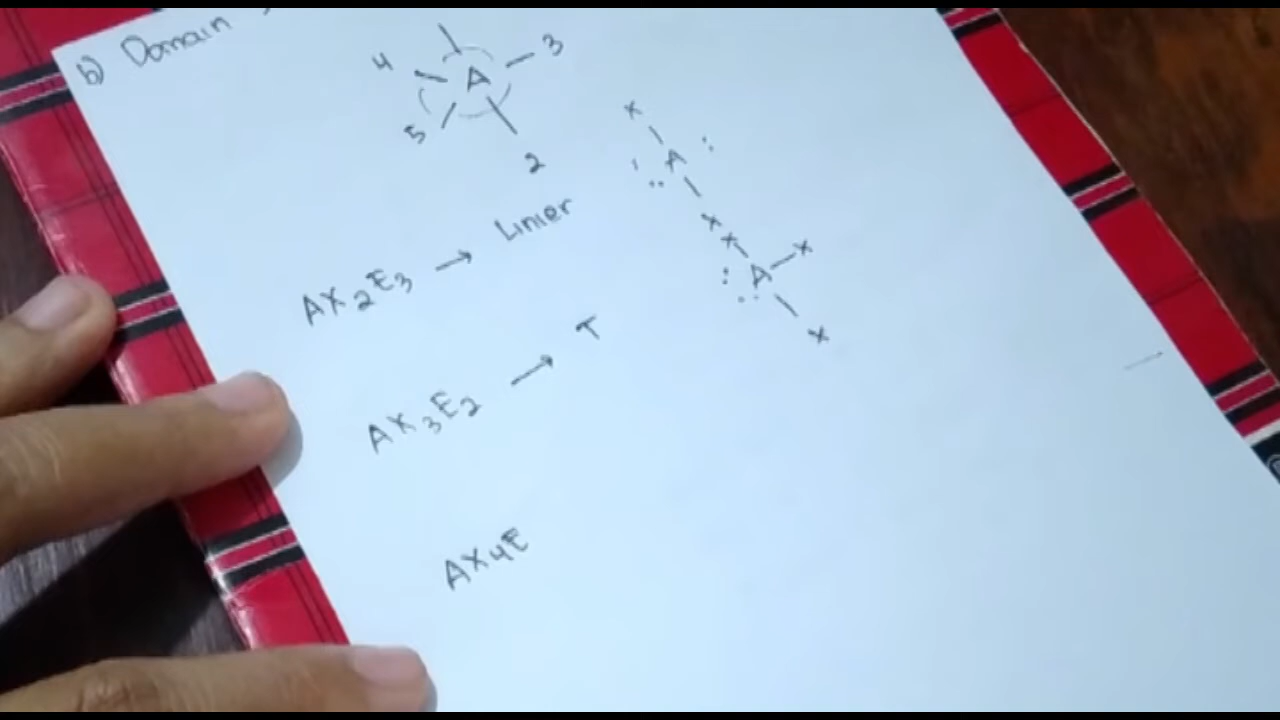 b) Domain
4 A 3
5
2
X
A :
: ..
X
AX2E3 → Linier
X
: A X
..
X
AX3E2 → T
AX4E